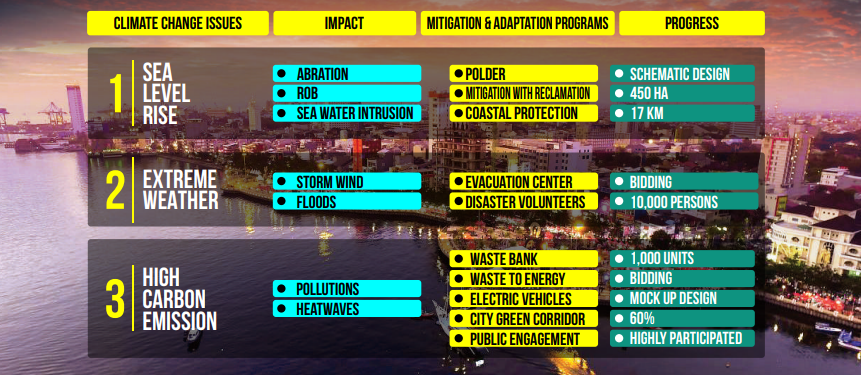 CLIMATE CHANGE ISSUES
IMPACT
MITIGATION & ADAPTATION PROGRAMS
PROGRESS
1
SEA
LEVEL
RISE
ABRATION
ROB
SEA WATER INTRUSION
POLDER
MITIGATION WITH RECLAMATION
COASTAL PROTECTION
SCHEMATIC DESIGN
450 HA
17 KM
2
EXTREME
WEATHER
STORM WIND
FLOODS
EVACUATION CENTER
DISASTER VOLUNTEERS
BIDDING
10,000 PERSONS
3
HIGH
CARBON
EMISSION
POLLUTIONS
HEATWAVES
WASTE BANK
WASTE TO ENERGY
ELECTRIC VEHICLES
CITY GREEN CORRIDOR
PUBLIC ENGAGEMENT
1,000 UNITS
BIDDING
MOCK UP DESIGN
60%
HIGHLY PARTICIPATED